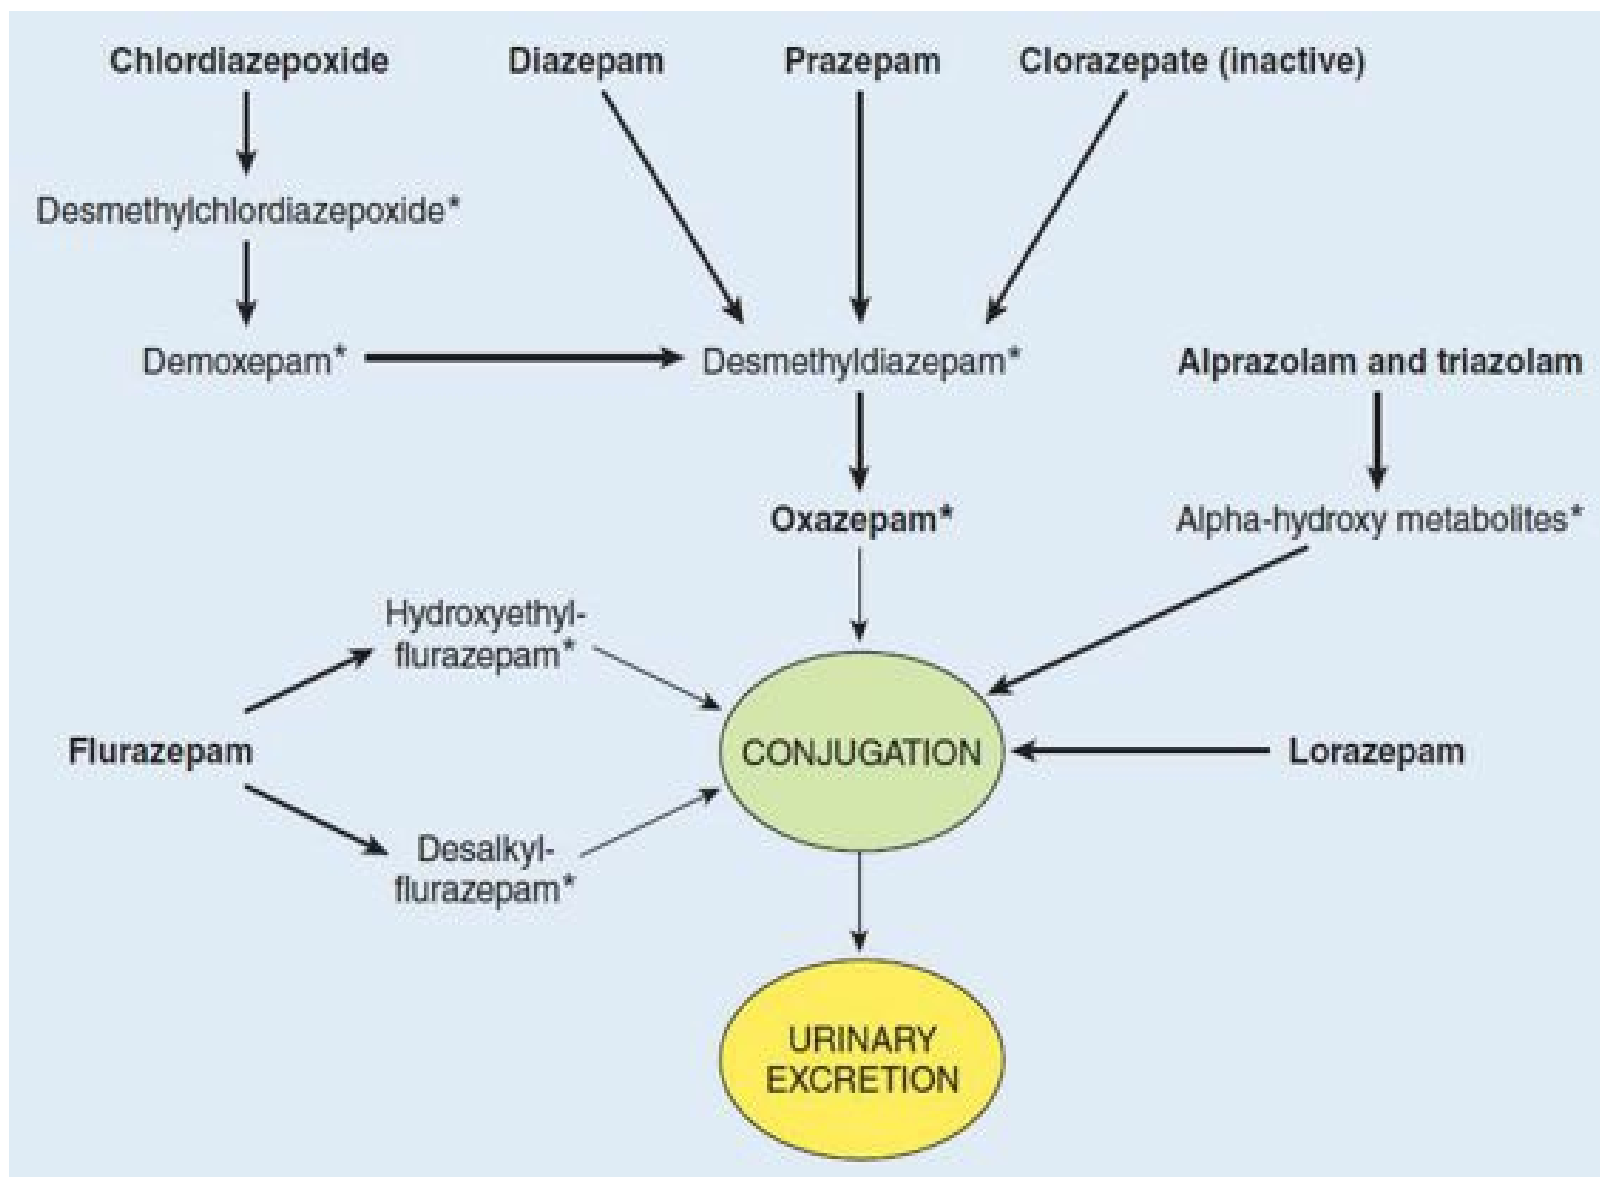 Chlordiazepoxide
Diazepam
Prazepam
Clorazepate (inactive)
Desmethylchlordiazepoxide*
Demoxepam*
Desmethyldiazepam*
Alprazolam and triazolam
Oxazepam*
Alpha-hydroxy metabolites*
Hydroxyethyl-
flurazepam*
Flurazepam
CONJUGATION
Lorazepam
Desalkyl-
flurazepam*
URINARY
EXCRETION